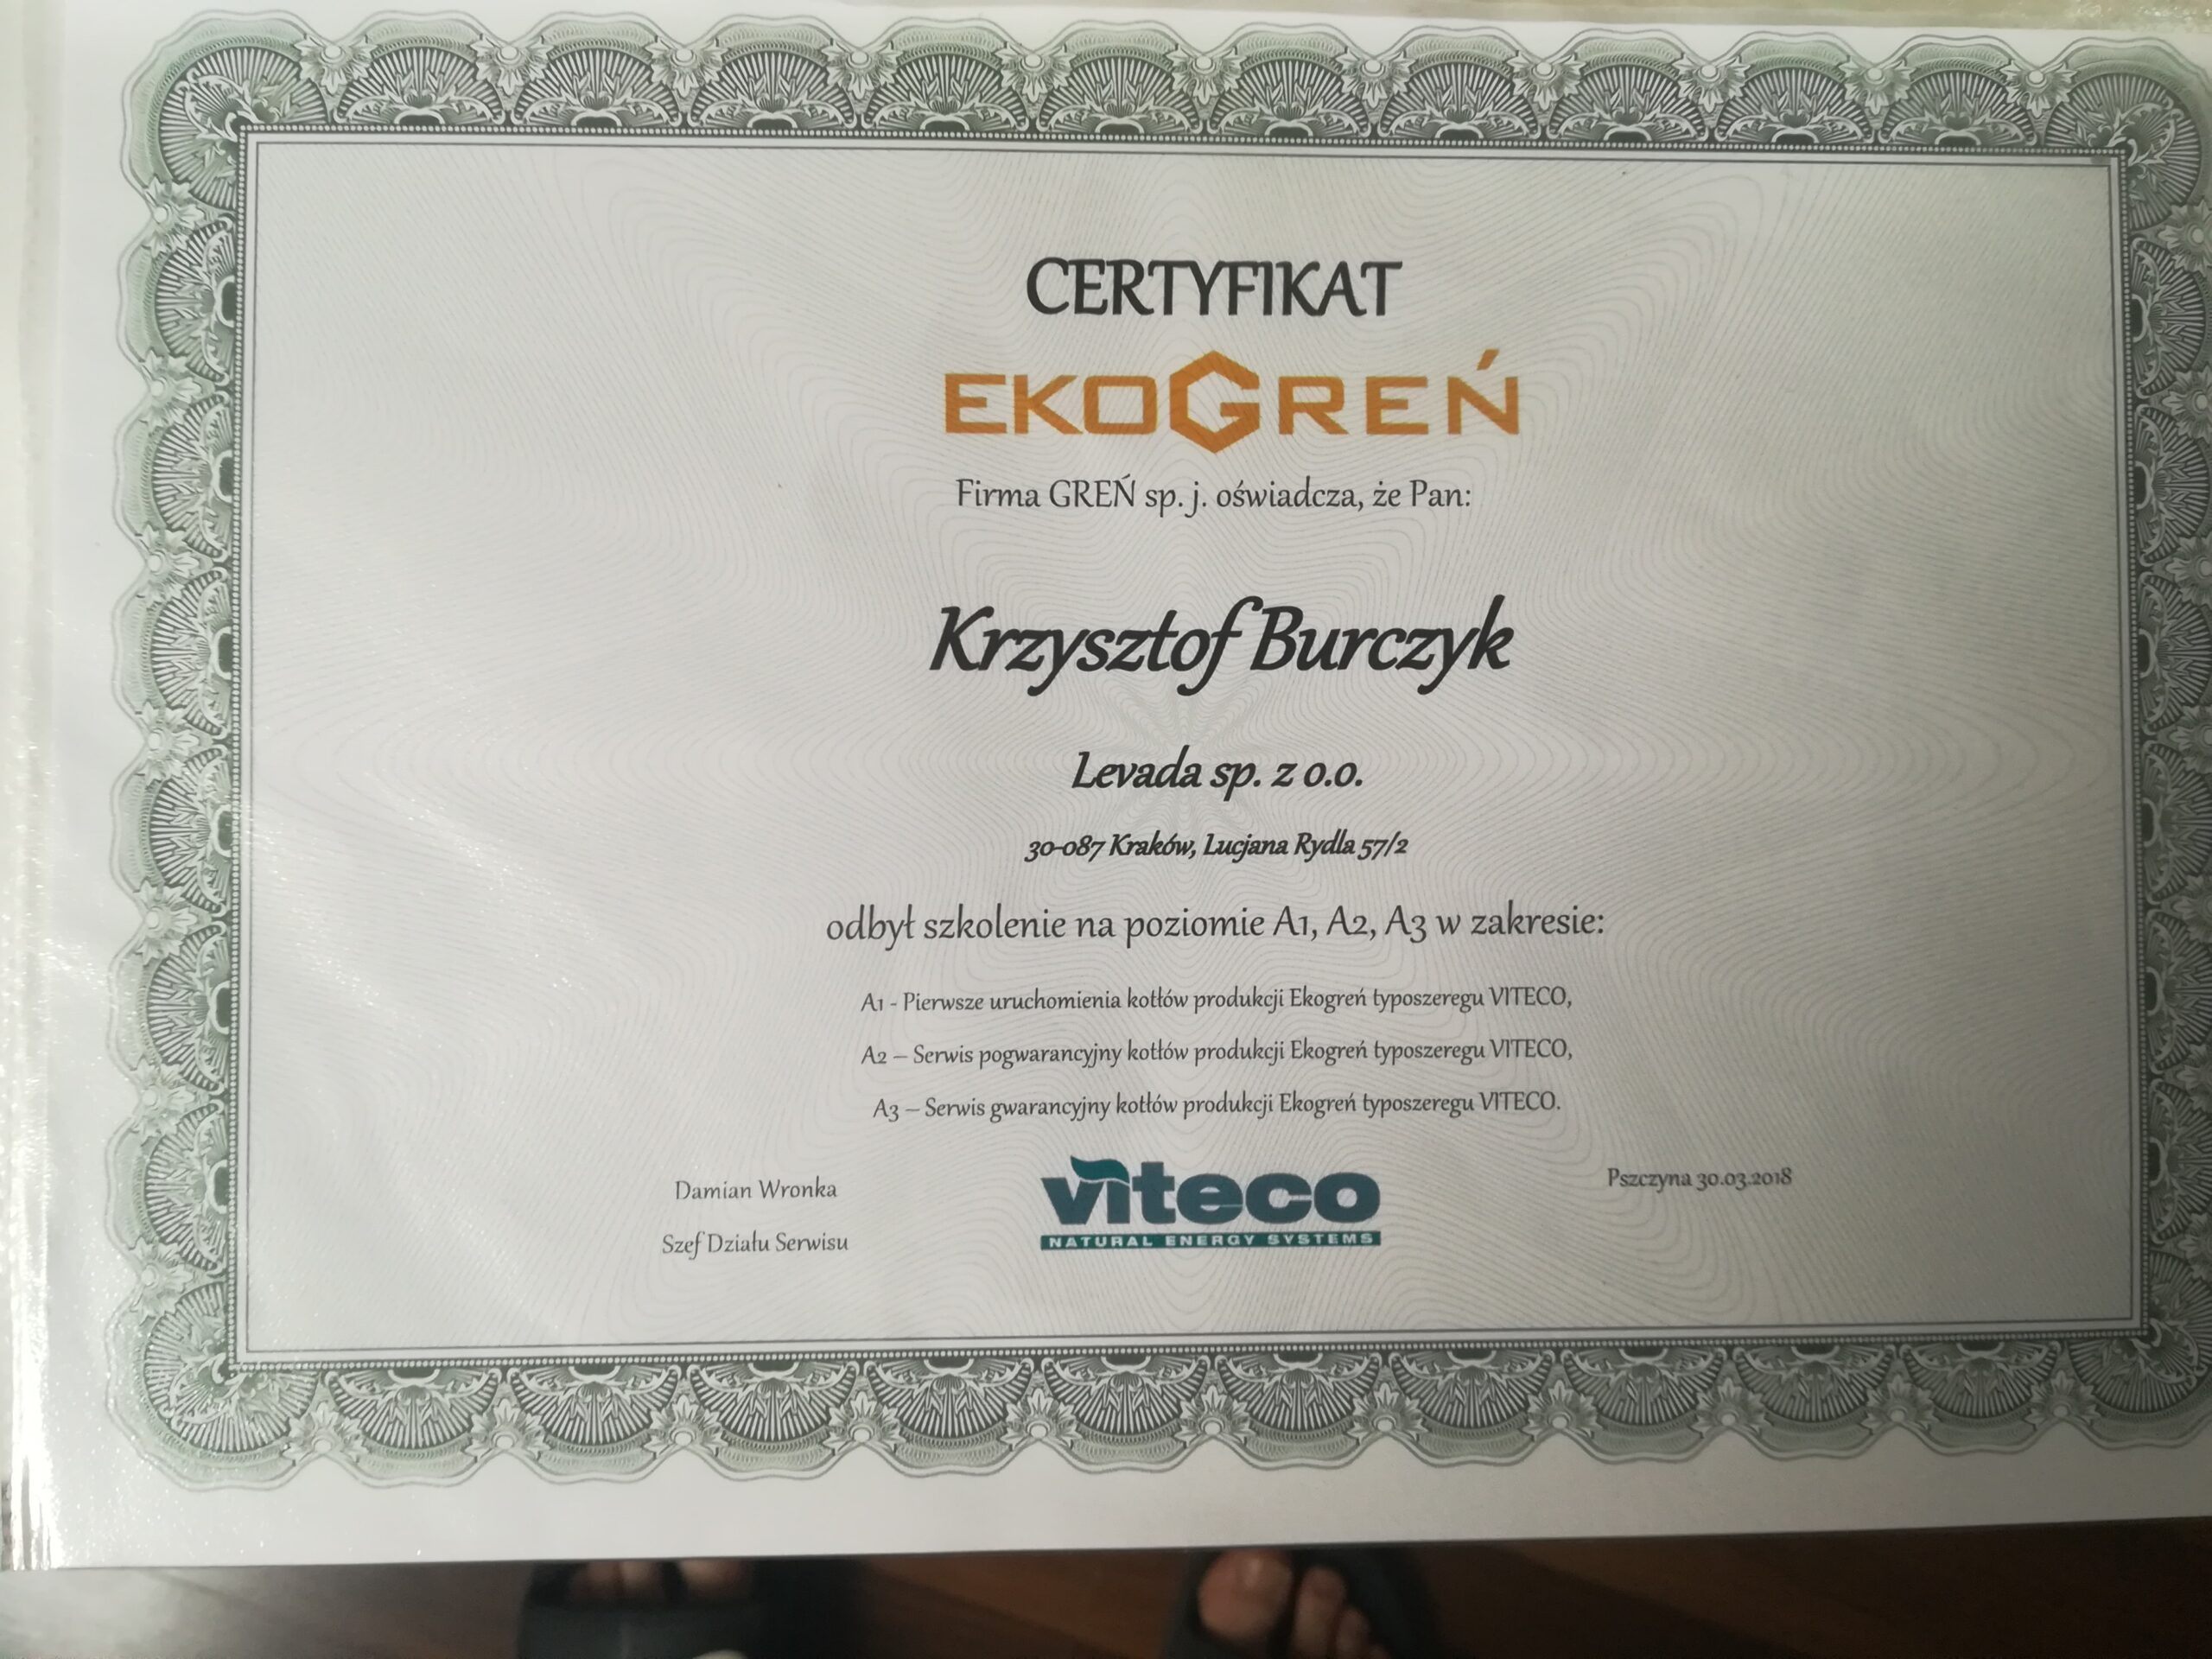 CERTYFIKAT
EKOGREŃ
Firma GREŃ sp. j. oświadcza, że Pan:
Krzysztof Burczyk
Levada sp. z o.o.
30-087 Kraków, Lucjana Rydla 57/2
odbył szkolenie na poziomie A1, A2, A3 w zakresie:
A1 - Pierwsze uruchomienia kotłów produkcji Ekogreń typoszeregu VITECO,
A2 – Serwis pogwarancyjny kotłów produkcji Ekogreń typoszeregu VITECO,
A3 – Serwis gwarancyjny kotłów produkcji Ekogreń typoszeregu VITECO.
Damian Wronka
Szef Działu Serwisu
viteco
NATURAL ENERGY SYSTEMS
Pszczyna 30.03.2018